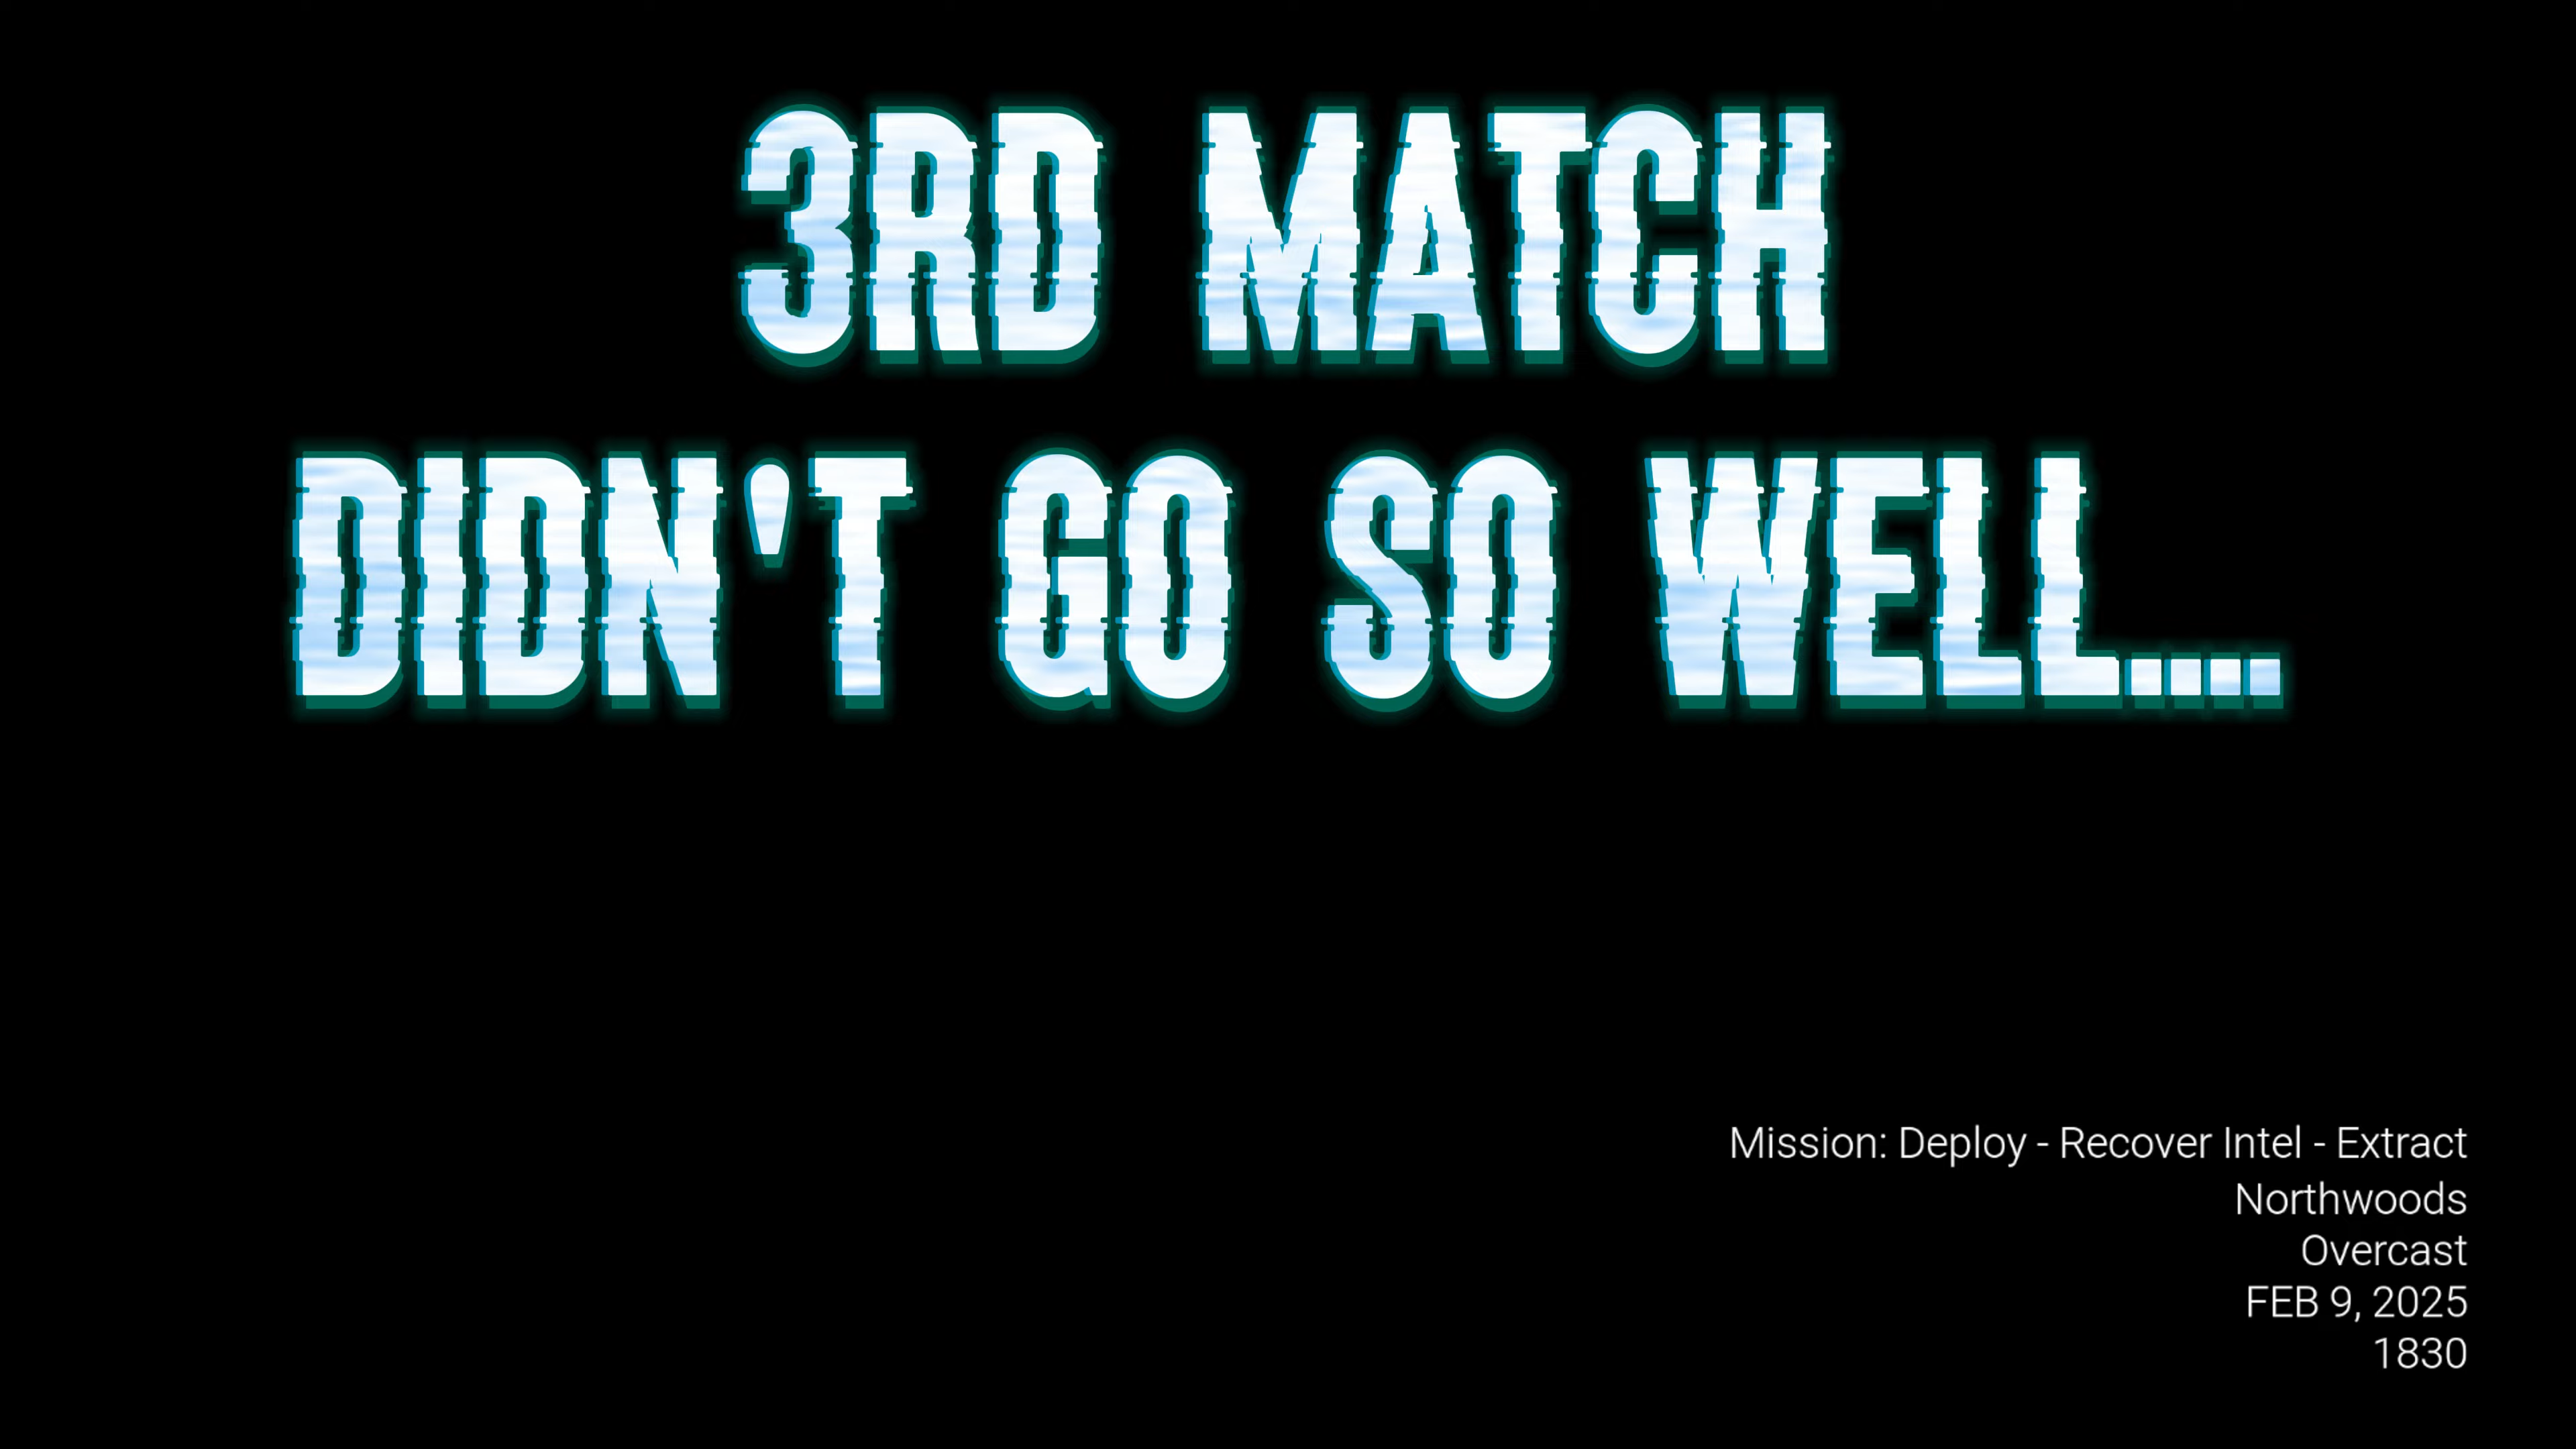 3RD MATCH
DIDN'T GO SO WELL....
Mission: Deploy - Recover Intel - Extract
Northwoods
Overcast
FEB 9, 2025
1830